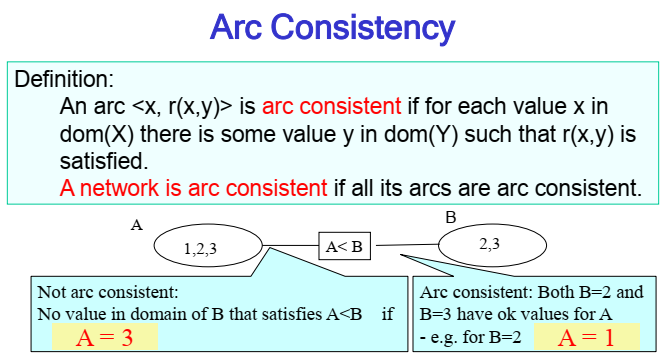 Arc Consistency
Definition:
An arc <x, r(x,y)> is arc consistent if for each value x in
dom(X) there is some value y in dom(Y) such that r(x,y) is
satisfied.
A network is arc consistent if all its arcs are arc consistent.
A
B
1,2,3
A< B
2,3
Not arc consistent:
No value in domain of B that satisfies A<B if
A = 3
Arc consistent: Both B=2 and
B=3 have ok values for A
- e.g. for B=2 A = 1